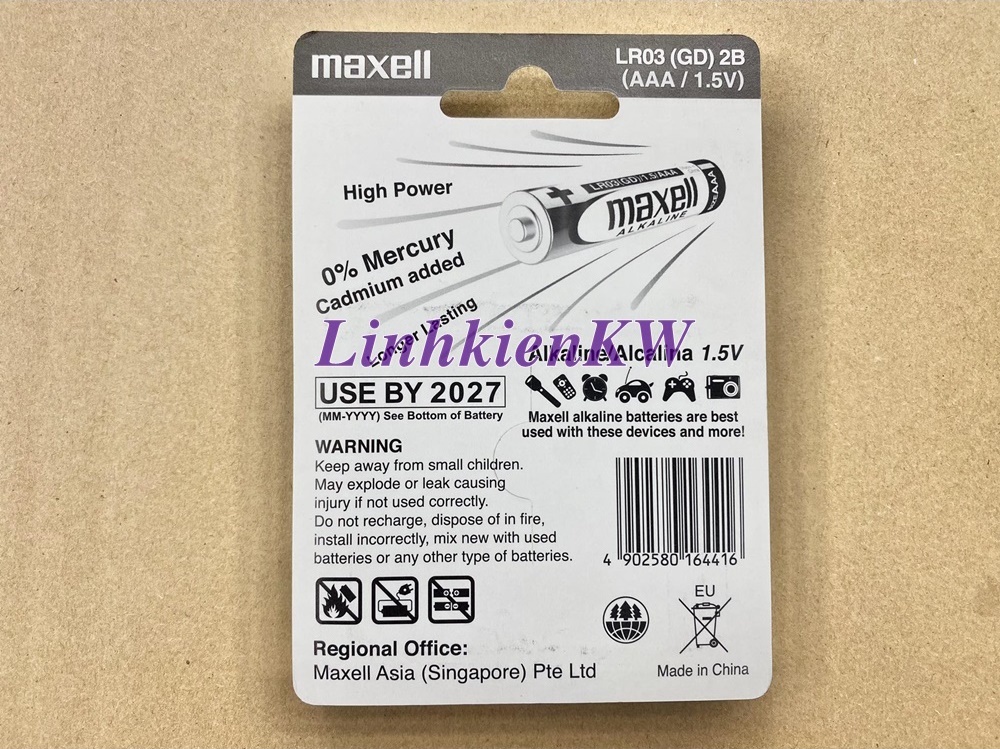 maxell
LR03 (GD) 2B
(AAA / 1.5V)
High Power
LR03(GD)/1.5/AAA
maxell
ALKALINE
AAA
0% Mercury
Cadmium added
Longer Lasting
LinhkienKW
Alkaline/Alcalina 1.5V
USE BY 2027
(MM-YYYY) See Bottom of Battery
Maxell alkaline batteries are best
used with these devices and more!
WARNING
Keep away from small children.
May explode or leak causing
injury if not used correctly.
Do not recharge, dispose of in fire,
install incorrectly, mix new with used
batteries or any other type of batteries.
4 902580 164416
EU
Regional Office:
Maxell Asia (Singapore) Pte Ltd
Made in China